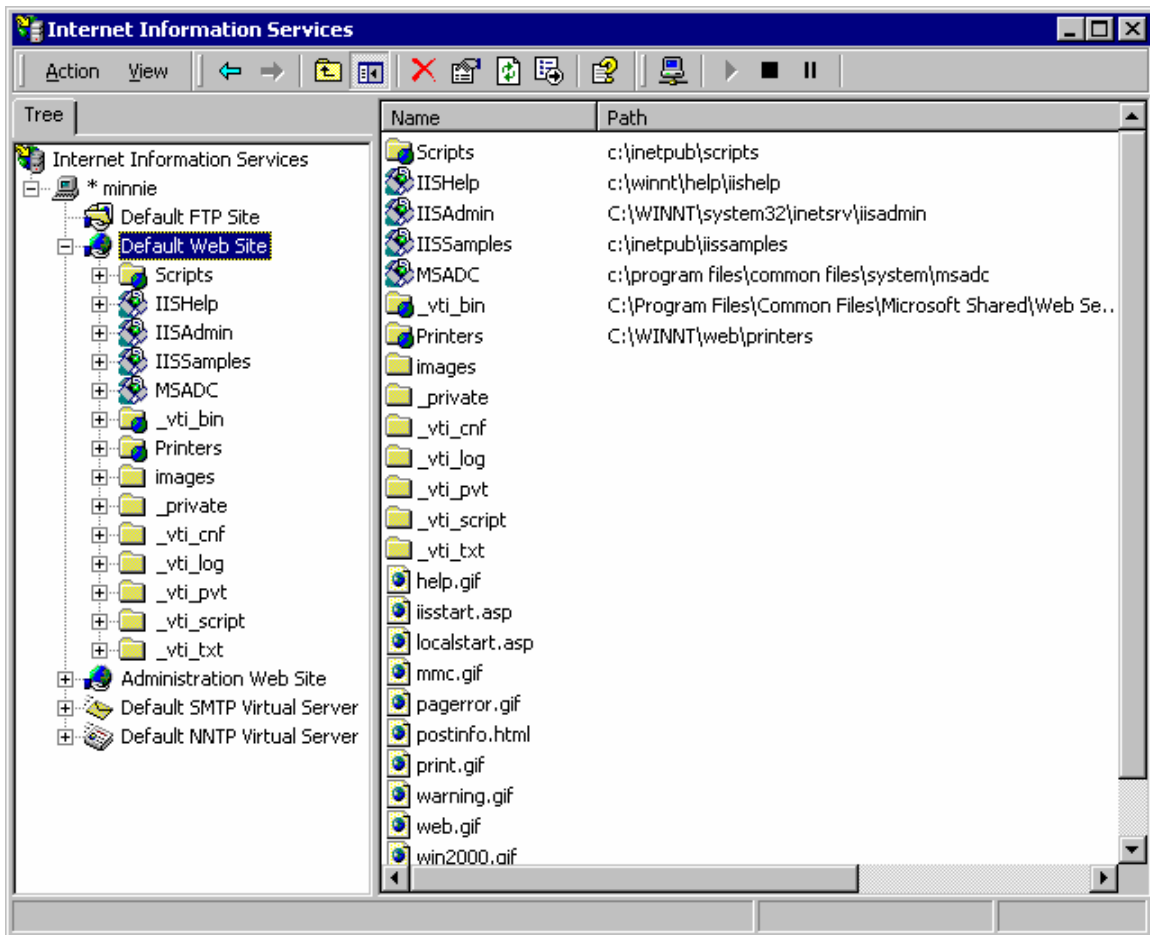 Internet Information Services
Action View
Tree
Internet Information Services
* minnie
Default FTP Site
Default Web Site
Scripts
IISHelp
IISAdmin
IISSamples
MSADC
_vti_bin
Printers
images
_private
_vti_cnf
_vti_log
_vti_pvt
_vti_script
_vti_txt
Administration Web Site
Default SMTP Virtual Server
Default NNTP Virtual Server
Name Path
Scripts c:\inetpub\scripts
IISHelp c:\winnt\help\iishelp
IISAdmin C:\WINNT\system32\inetsrv\iisadmin
IISSamples c:\inetpub\iissamples
MSADC c:\program files\common files\system\msadc
_vti_bin C:\Program Files\Common Files\Microsoft Shared\Web Se..
Printers C:\WINNT\web\printers
images
_private
_vti_cnf
_vti_log
_vti_pvt
_vti_script
_vti_txt
help.gif
iisstart.asp
localstart.asp
mmc.gif
pagerror.gif
postinfo.html
print.gif
warning.gif
web.gif
win2000.gif